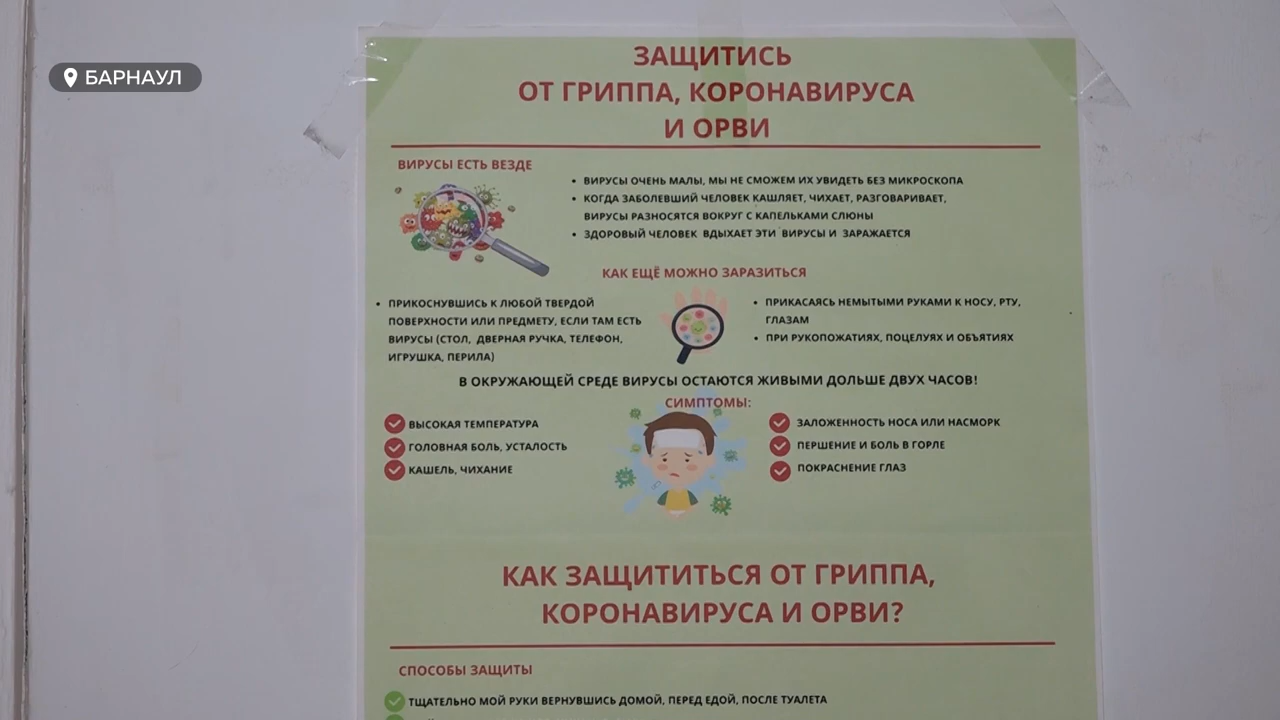 БАРНАУЛ
ЗАЩИТИСЬ
ОТ ГРИППА, КОРОНАВИРУСА
И ОРВИ
ВИРУСЫ ЕСТЬ ВЕЗДЕ
• ВИРУСЫ ОЧЕНЬ МАЛЫ, МЫ НЕ СМОЖЕМ ИХ УВИДЕТЬ БЕЗ МИКРОСКОПА
• КОГДА ЗАБОЛЕВШИЙ ЧЕЛОВЕК КАШЛЯЕТ, ЧИХАЕТ, РАЗГОВАРИВАЕТ,
ВИРУСЫ РАЗНОСЯТСЯ ВОКРУГ С КАПЕЛЬКАМИ СЛЮНЫ
• ЗДОРОВЫЙ ЧЕЛОВЕК ВДЫХАЕТ ЭТИ ВИРУСЫ И ЗАРАЖАЕТСЯ
КАК ЕЩЁ МОЖНО ЗАРАЗИТЬСЯ
• ПРИКОСНУВШИСЬ К ЛЮБОЙ ТВЕРДОЙ
ПОВЕРХНОСТИ ИЛИ ПРЕДМЕТУ, ЕСЛИ ТАМ ЕСТЬ
ВИРУСЫ (СТОЛ, ДВЕРНАЯ РУЧКА, ТЕЛЕФОН,
ИГРУШКА, ПЕРИЛА)
• ПРИКАСАЯСЬ НЕМЫТЫМИ РУКАМИ К НОСУ, РТУ,
ГЛАЗАМ
• ПРИ РУКОПОЖАТИЯХ, ПОЦЕЛУЯХ И ОБЪЯТИЯХ
В ОКРУЖАЮЩЕЙ СРЕДЕ ВИРУСЫ ОСТАЮТСЯ ЖИВЫМИ ДОЛЬШЕ ДВУХ ЧАСОВ!
СИМПТОМЫ:
ВЫСОКАЯ ТЕМПЕРАТУРА
ГОЛОВНАЯ БОЛЬ, УСТАЛОСТЬ
КАШЕЛЬ, ЧИХАНИЕ
ЗАЛОЖЕННОСТЬ НОСА ИЛИ НАСМОРК
ПЕРШЕНИЕ И БОЛЬ В ГОРЛЕ
ПОКРАСНЕНИЕ ГЛАЗ
КАК ЗАЩИТИТЬСЯ ОТ ГРИППА,
КОРОНАВИРУСА И ОРВИ?
СПОСОБЫ ЗАЩИТЫ
ТЩАТЕЛЬНО МОЙ РУКИ ВЕРНУВШИСЬ ДОМОЙ, ПЕРЕД ЕДОЙ, ПОСЛЕ ТУАЛЕТА